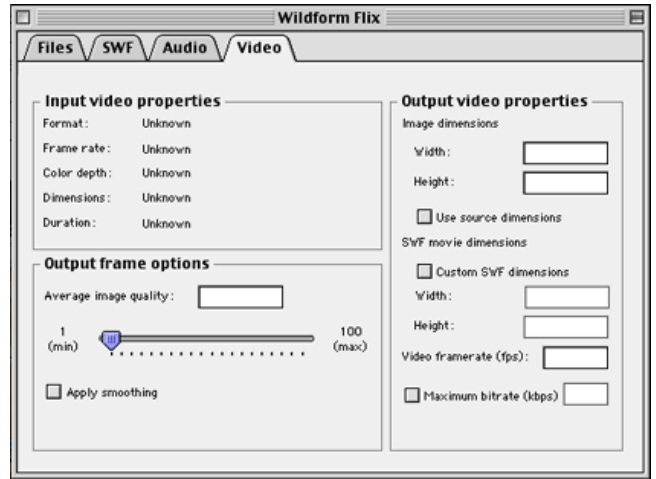 Wildform Flix
Files SWF Audio Video
Input video properties
Format: Unknown
Frame rate: Unknown
Color depth: Unknown
Dimensions: Unknown
Duration: Unknown
Output frame options
Average image quality:
1
(min)
100
(max)
Apply smoothing
Output video properties
Image dimensions
Width:
Height:
Use source dimensions
SWF movie dimensions
Custom SWF dimensions
Width:
Height:
Video framerate (fps):
Maximum bitrate (kbps)